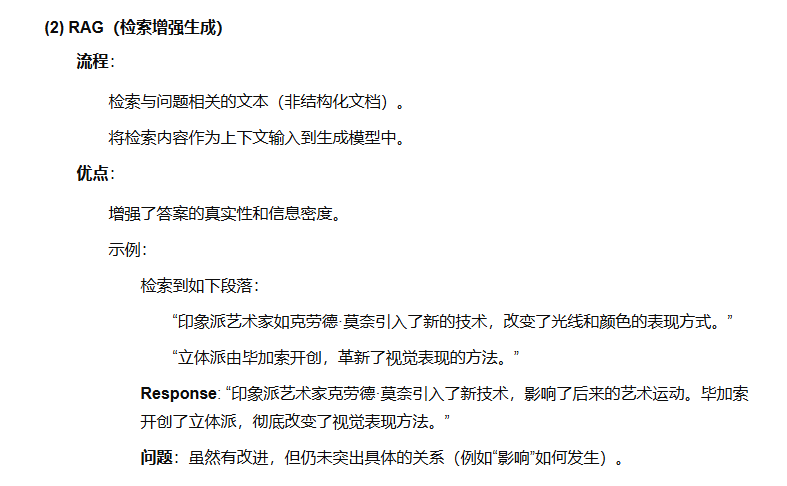 (2) RAG（检索增强生成）
流程：
检索与问题相关的文本（非结构化文档）。
将检索内容作为上下文输入到生成模型中。
优点：
增强了答案的真实性和信息密度。
示例：
检索到如下段落：
“印象派艺术家如克劳德·莫奈引入了新的技术，改变了光线和颜色的表现方式。”
“立体派由毕加索开创，革新了视觉表现的方法。”
Response: “印象派艺术家克劳德·莫奈引入了新技术，影响了后来的艺术运动。毕加索
开创了立体派，彻底改变了视觉表现方法。”
问题：虽然有改进，但仍未突出具体的关系（例如“影响”如何发生）。